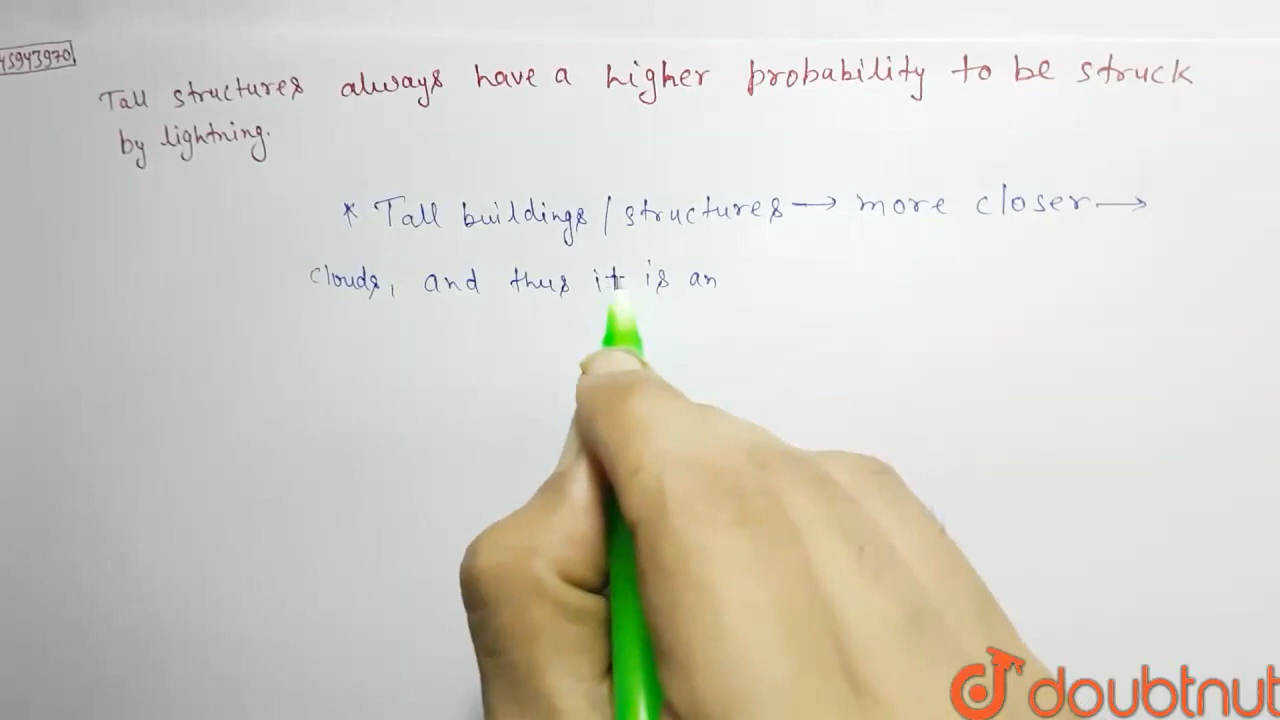 45943970
Tall structures always have a higher probability to be struck
by lightning.
* Tall buildings / structures → more closer →
clouds, and thus it is an
doubtnut